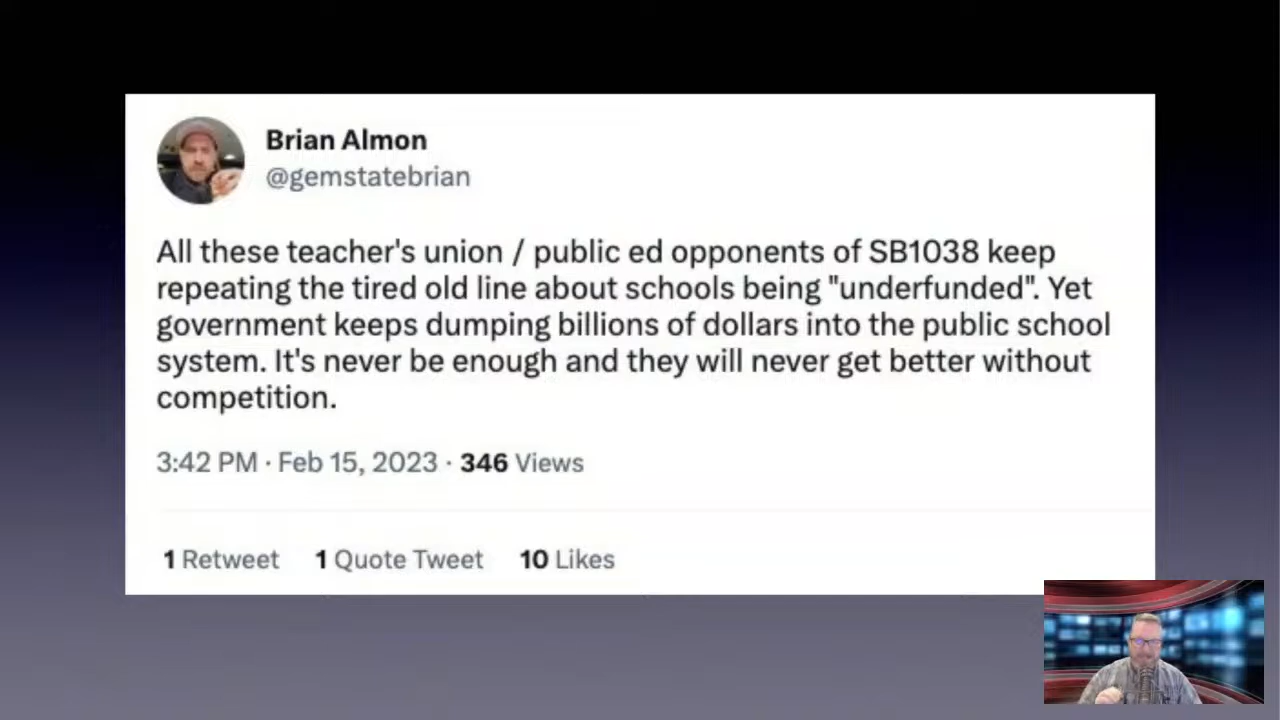 Brian Almon
@gemstatebrian
All these teacher's union / public ed opponents of SB1038 keep
repeating the tired old line about schools being "underfunded". Yet
government keeps dumping billions of dollars into the public school
system. It's never be enough and they will never get better without
competition.
3:42 PM · Feb 15, 2023 · 346 Views
1 Retweet 1 Quote Tweet 10 Likes